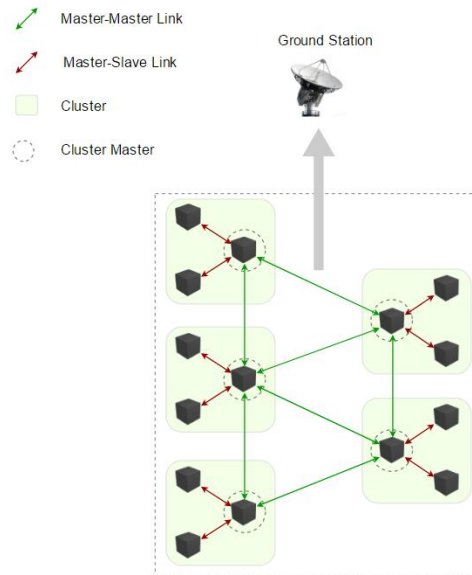 Master-Master Link
Ground Station
Master-Slave Link
Cluster
Cluster Master